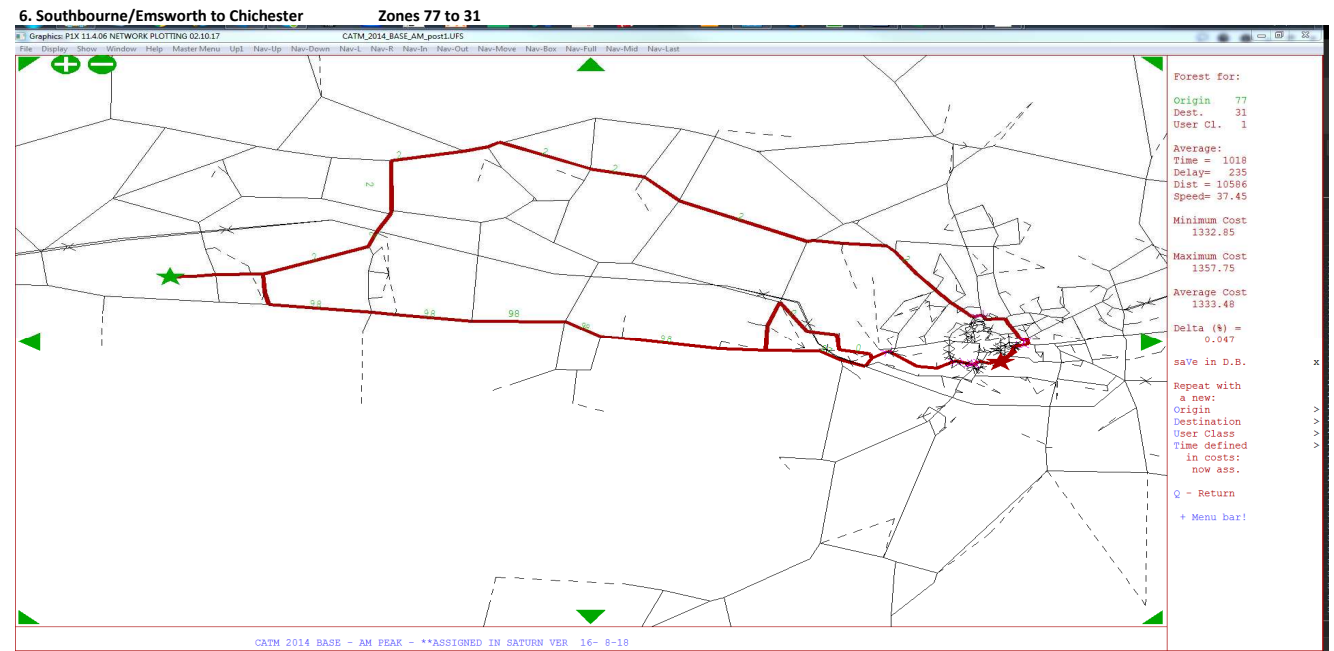 6. Southbourne/Emsworth to Chichester Zones 77 to 31
Graphics: P1X 11.4.06 NETWORK PLOTTING 02.10.17 CATM_2014_BASE_AM_post1.UFS
File Display Show Window Help Master Menu Up1 Nav-Up Nav-Down Nav-L Nav-R Nav-In Nav-Out Nav-Move Nav-Box Nav-Full Nav-Mid Nav-Last
Forest for:
Origin 77
Dest. 31
User Cl. 1
Average:
Time = 1018
Delay= 235
Dist = 10586
Speed= 37.45
Minimum Cost
1332.85
Maximum Cost
1357.75
Average Cost
1333.48
Delta (%) =
0.047
saVe in D.B. x
Repeat with
a new:
Origin >
Destination >
User Class >
Time defined >
in costs:
now ass.
Q - Return
+ Menu bar!
2
2
2
2
2
2
2
98
98
98
98
98
0
CATM 2014 BASE - AM PEAK - **ASSIGNED IN SATURN VER 16- 8-18